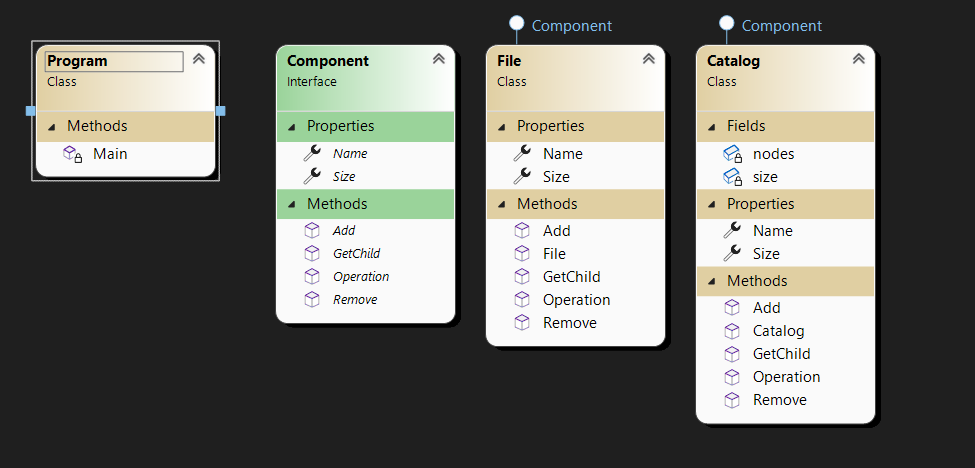 Program
Class
Methods
Main
Component
Interface
Properties
Name
Size
Methods
Add
GetChild
Operation
Remove
Component
File
Class
Properties
Name
Size
Methods
Add
File
GetChild
Operation
Remove
Component
Catalog
Class
Fields
nodes
size
Properties
Name
Size
Methods
Add
Catalog
GetChild
Operation
Remove